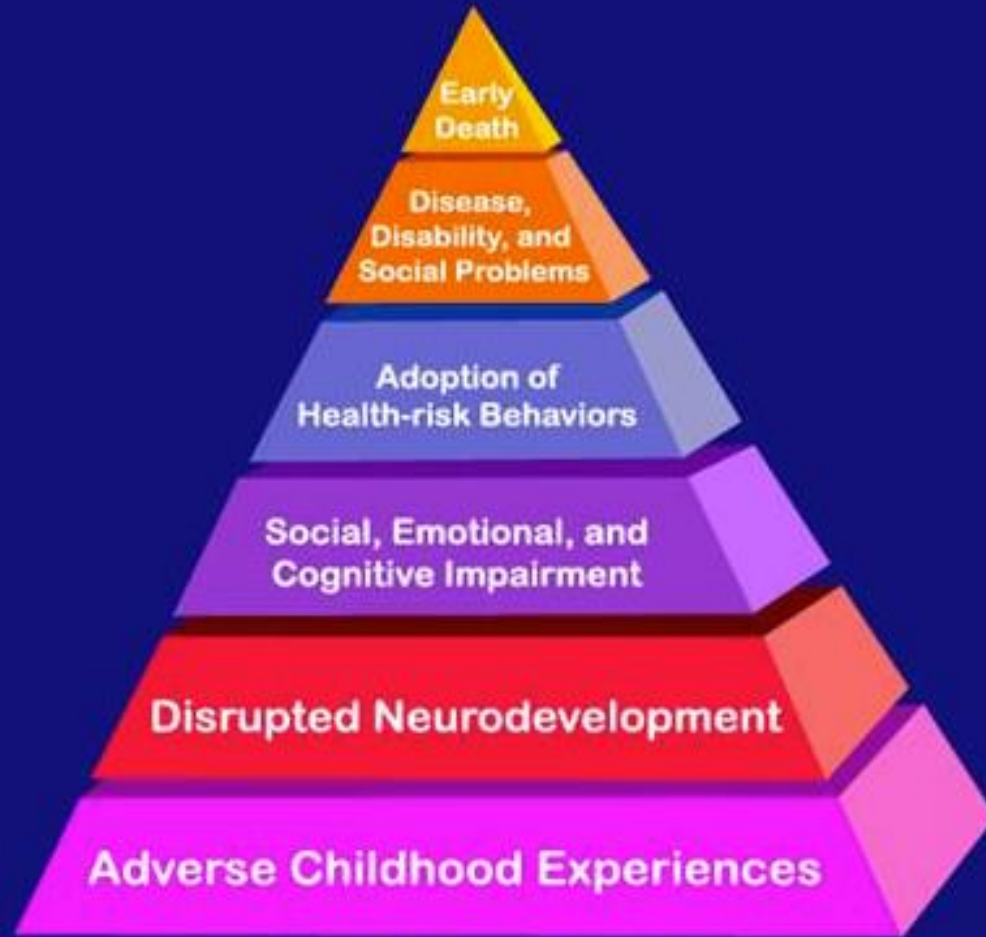 Early
Death
Disease,
Disability, and
Social Problems
Adoption of
Health-risk Behaviors
Social, Emotional, and
Cognitive Impairment
Disrupted Neurodevelopment
Adverse Childhood Experiences